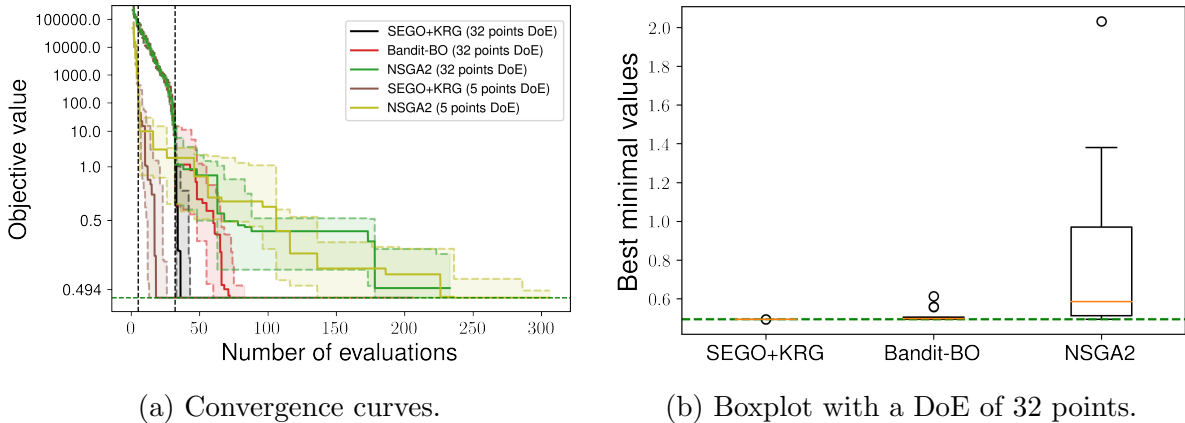 Objective value
100000.0
10000.0
1000.0
100.0
10.0
1.0
0.5
0.494
SEGO+KRG (32 points DoE)
Bandit-BO (32 points DoE)
NSGA2 (32 points DoE)
SEGO+KRG (5 points DoE)
NSGA2 (5 points DoE)
0 50 100 150 200 250 300
Number of evaluations
(a) Convergence curves.
Best minimal values
2.0
1.8
1.6
1.4
1.2
1.0
0.8
0.6
SEGO+KRG Bandit-BO NSGA2
(b) Boxplot with a DoE of 32 points.